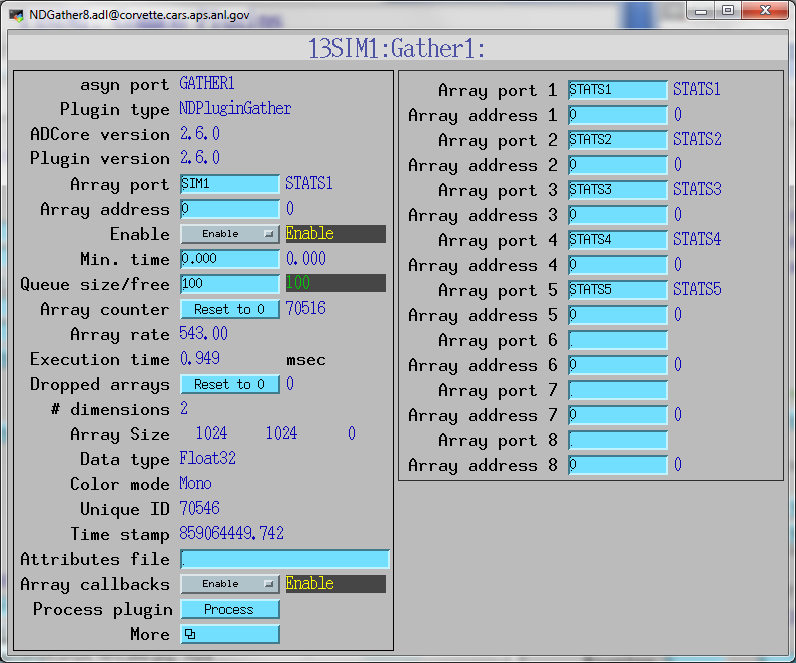 NDGather8.adl@corvette.cars.aps.anl.gov
13SIM1:Gather1:
asyn port GATHER1
Plugin type NDPluginGather
ADCore version 2.6.0
Plugin version 2.6.0
Array port SIM1 STATS1
Array address 0 0
Enable Enable Enable
Min. time 0.000 0.000
Queue size/free 100 100
Array counter Reset to 0 70516
Array rate 543.00
Execution time 0.949 msec
Dropped arrays Reset to 0 0
# dimensions 2
Array Size 1024 1024 0
Data type Float32
Color mode Mono
Unique ID 70546
Time stamp 859064449.742
Attributes file
Array callbacks Enable Enable
Process plugin Process
More
Array port 1 STATS1 STATS1
Array address 1 0 0
Array port 2 STATS2 STATS2
Array address 2 0 0
Array port 3 STATS3 STATS3
Array address 3 0 0
Array port 4 STATS4 STATS4
Array address 4 0 0
Array port 5 STATS5 STATS5
Array address 5 0 0
Array port 6
Array address 6 0 0
Array port 7
Array address 7 0 0
Array port 8
Array address 8 0 0